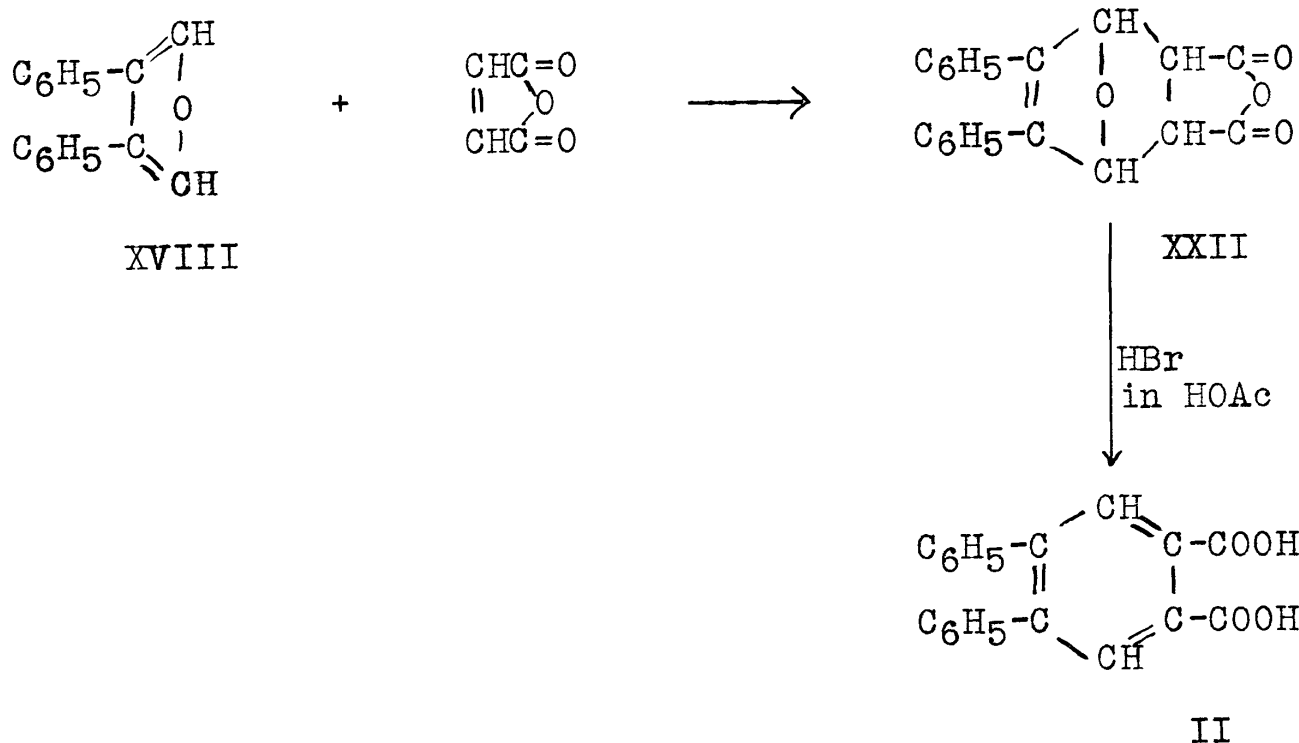 CH
C6H5-C
O
C6H5-C
CH
XVIII
+
CHC=O
O
CHC=O
CH
C6H5-C
CH-C=O
O
O
C6H5-C
CH-C=O
CH
XXII
HBr
in HOAc
CH
C6H5-C
C-COOH
C6H5-C
C-COOH
CH
II